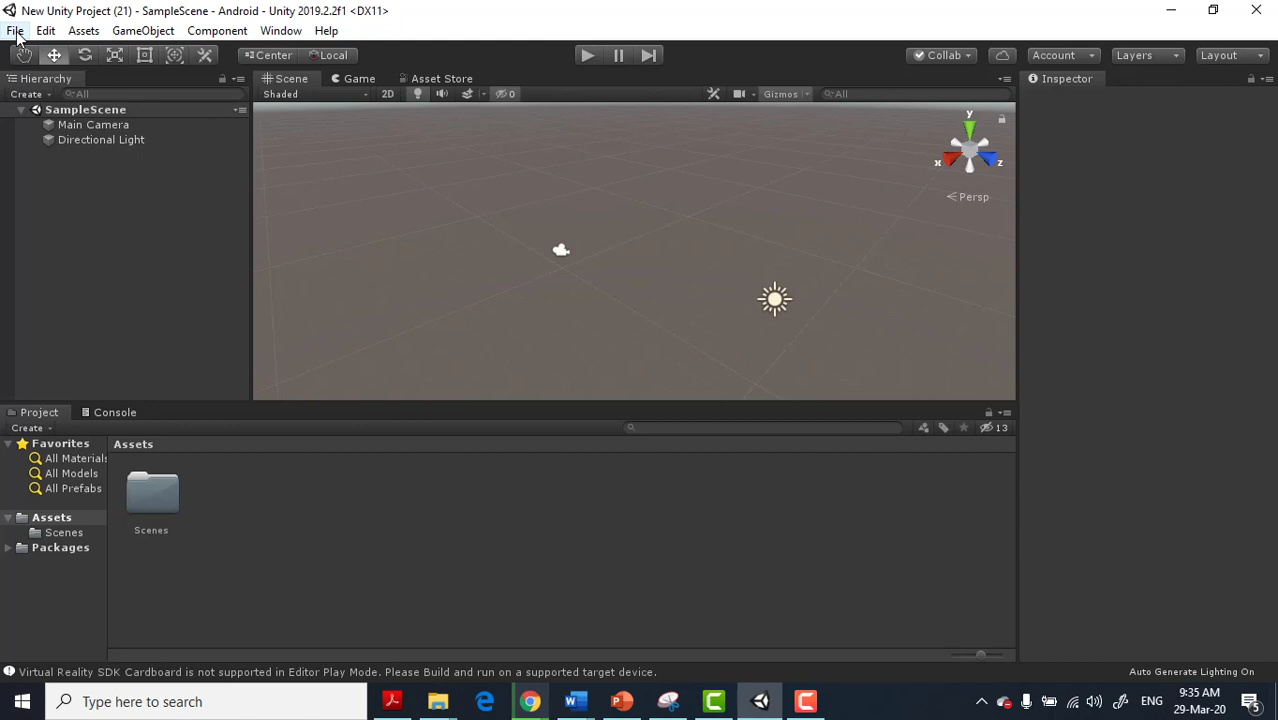 New Unity Project (21) - SampleScene - Android - Unity 2019.2.2f1 <DX11>
File Edit Assets GameObject Component Window Help
Center Local Collab Account Layers Layout
Hierarchy Scene Game Asset Store Inspector
Create All Shaded 2D 0 Gizmos All
SampleScene
Main Camera
Directional Light
y
x z
Persp
Project Console
Create 13
Favorites Assets
All Materials
All Models
All Prefabs
Assets
Scenes
Scenes
Packages
Virtual Reality SDK Cardboard is not supported in Editor Play Mode. Please Build and run on a supported target device. Auto Generate Lighting On
Type here to search ENG 9:35 AM
29-Mar-20 5